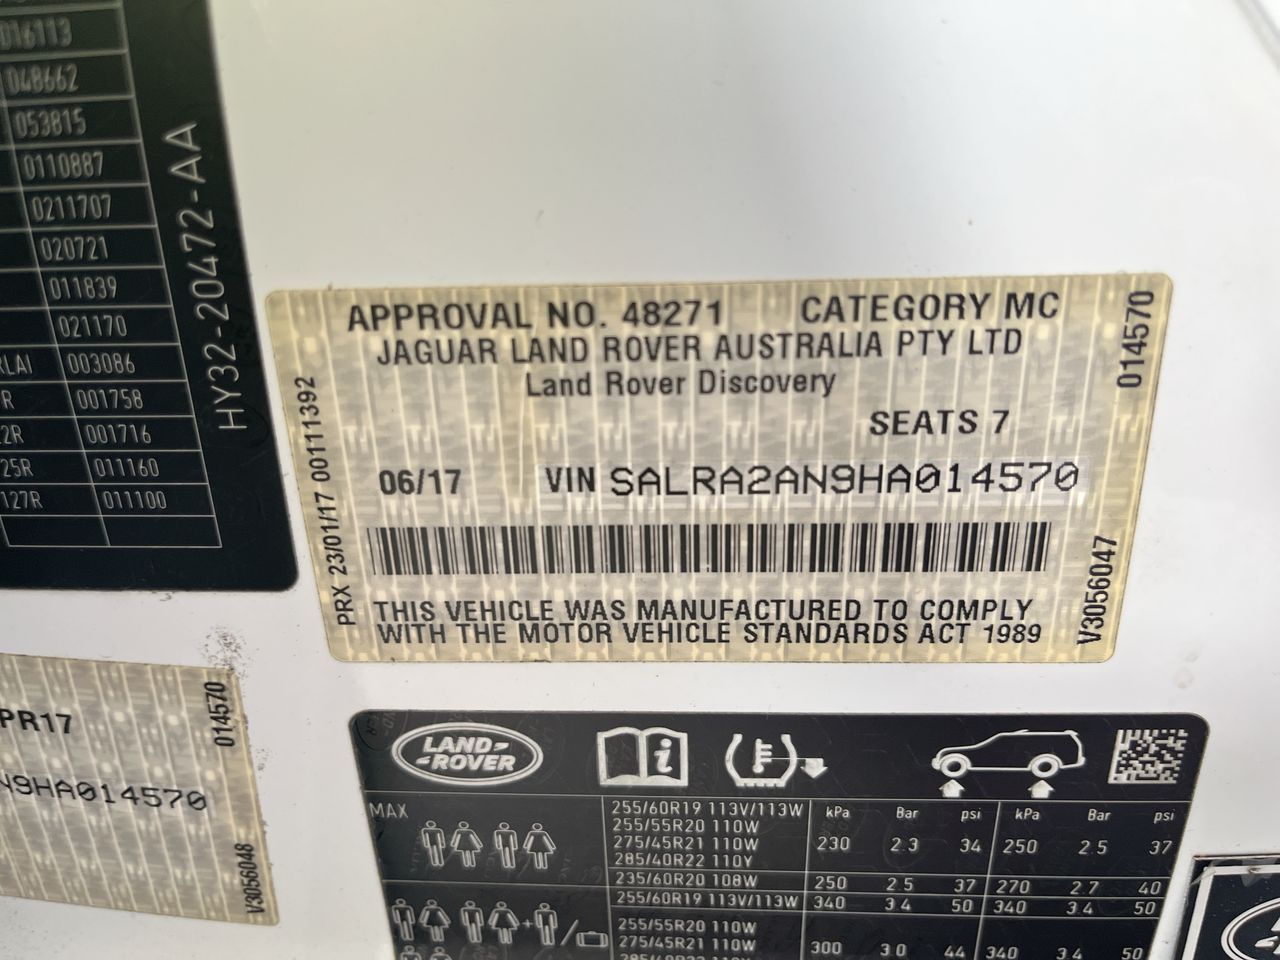 016113
048662
053815
0110887
0211707
020721
011839
021170
RLAI 003086
R 001758
2R 001716
25R 011160
127R 011100
HY32-20472-AA
APPROVAL NO. 48271 CATEGORY MC
JAGUAR LAND ROVER AUSTRALIA PTY LTD
Land Rover Discovery
SEATS 7
06/17 VIN SALRA2AN9HA014570
THIS VEHICLE WAS MANUFACTURED TO COMPLY
WITH THE MOTOR VEHICLE STANDARDS ACT 1989
PRX 23/01/17 00111392
014570
V3056047
PR17
N9HA014570
014570
V3056048
LAND-
-ROVER
MAX
255/60R19 113V/113W kPa Bar psi kPa Bar psi
255/55R20 110W
275/45R21 110W 230 2.3 34 250 2.5 37
285/40R22 110Y
235/60R20 108W 250 2.5 37 270 2.7 40
255/60R19 113V/113W 340 3.4 50 340 3.4 50
255/55R20 110W
275/45R21 110W 300 3.0 44 340 3.4 50
285/40R22 110Y